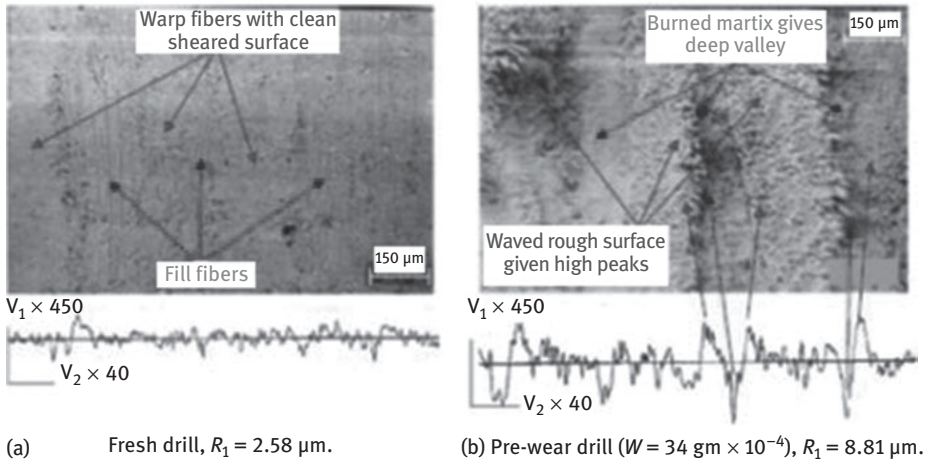 Warp fibers with clean
sheared surface
Fill fibers
150 µm
V₁ × 450
V₂ × 40
(a) Fresh drill, R₁ = 2.58 µm.
Burned martix gives
deep valley
150 µm
Waved rough surface
given high peaks
V₁ × 450
V₂ × 40
(b) Pre-wear drill (W = 34 gm × 10⁻⁴), R₁ = 8.81 µm.